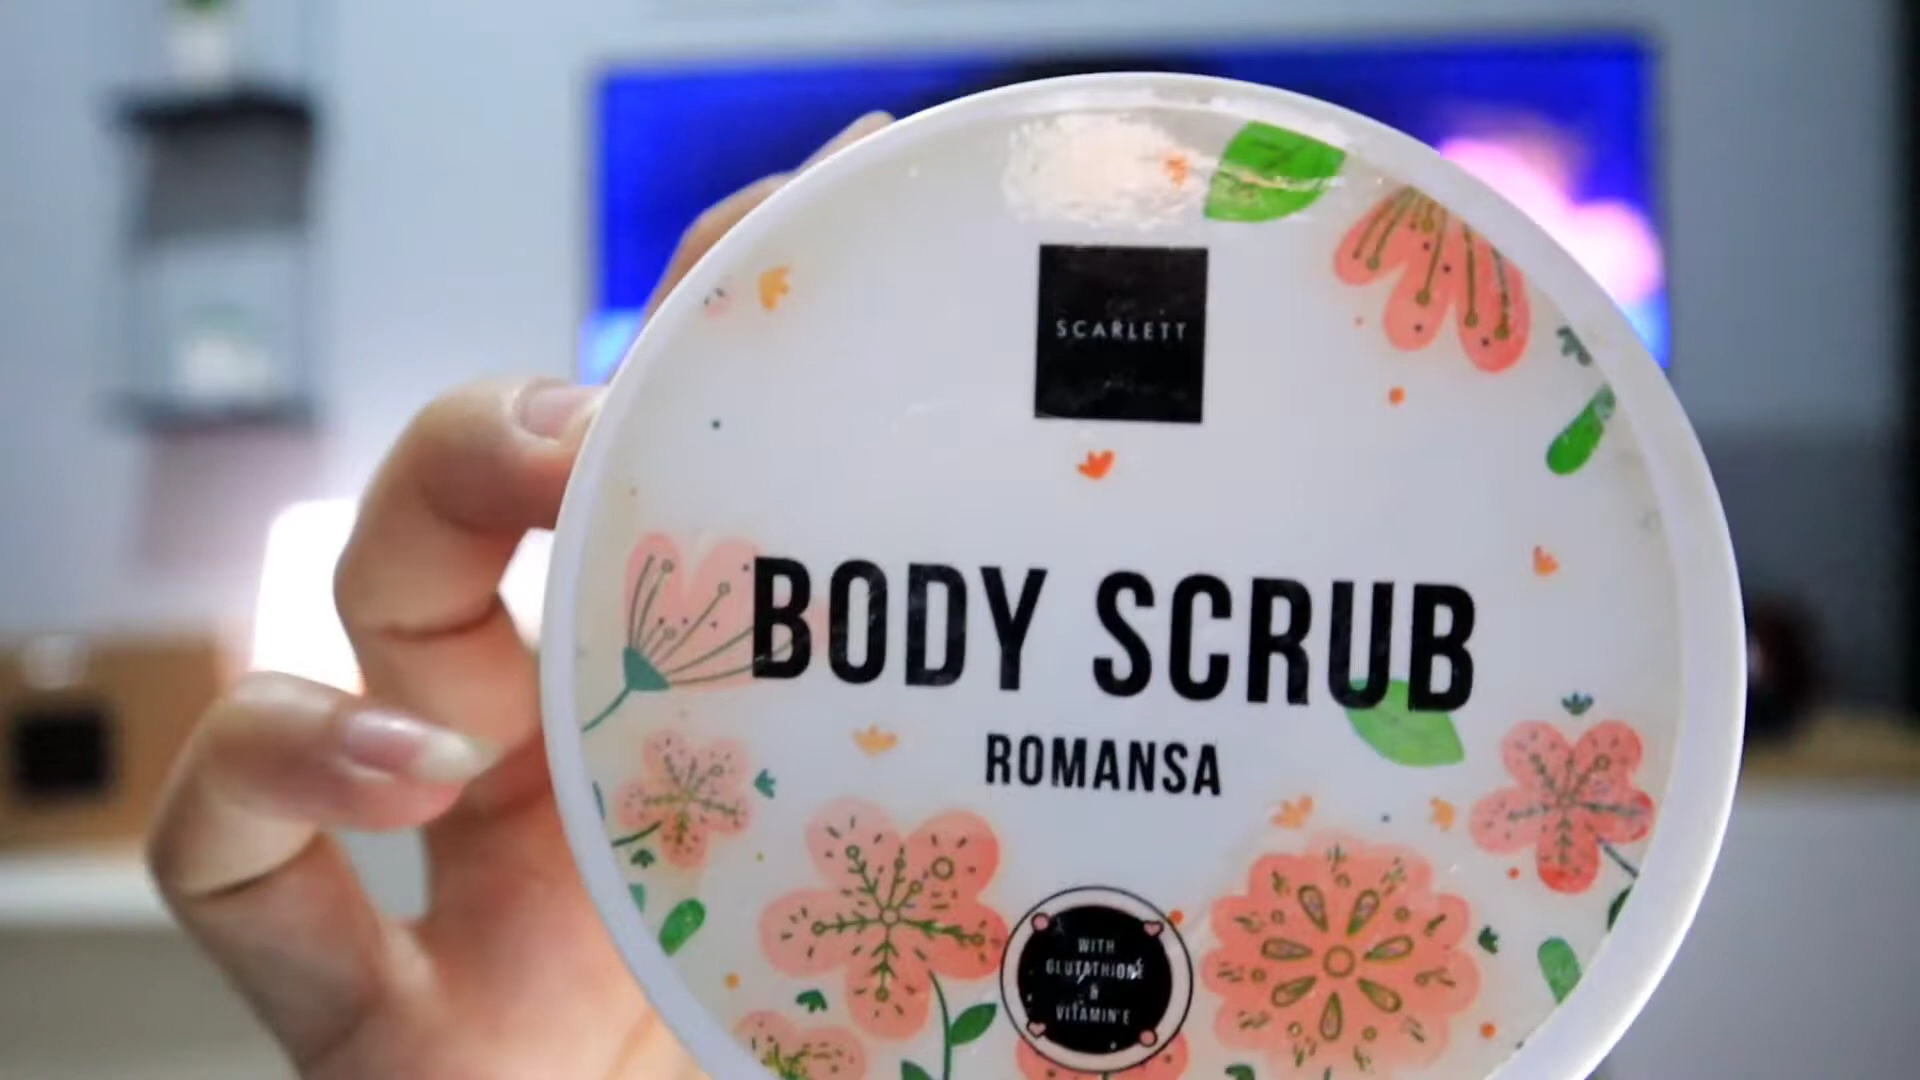 SCARLETT
BODY SCRUB
ROMANSA
WITH
GLUTATHIONE
&
VITAMIN E